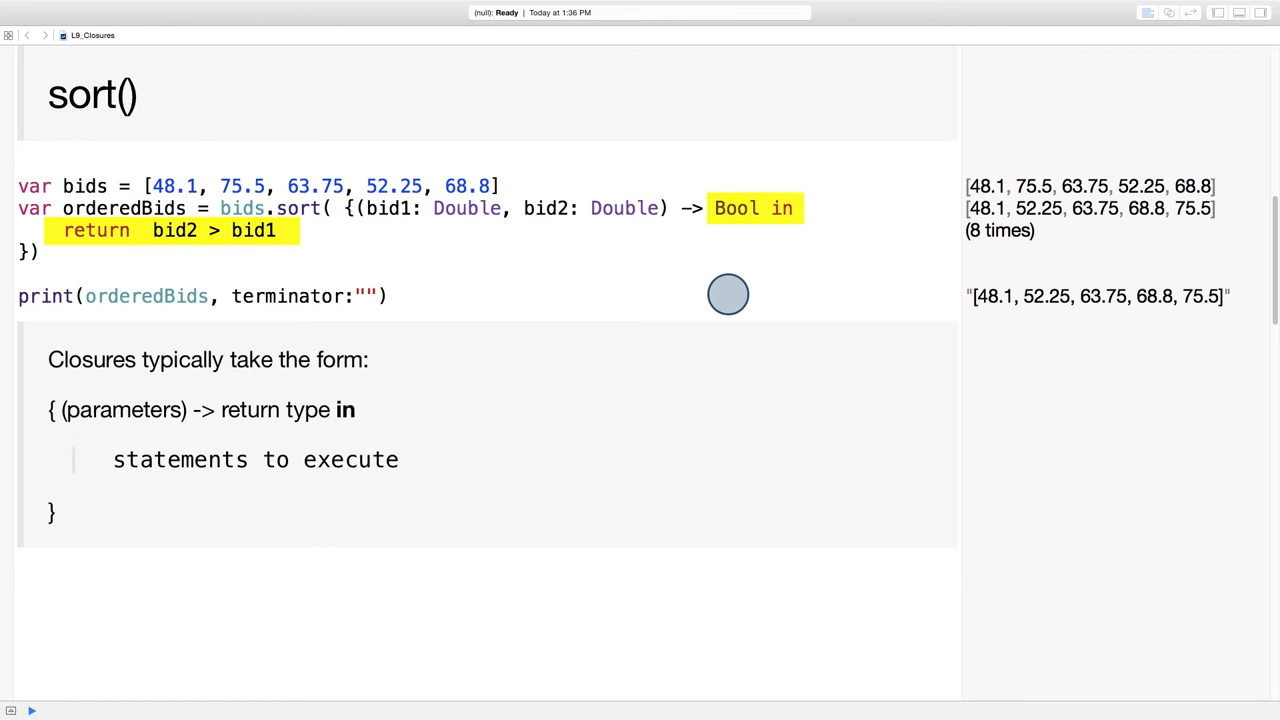 (null): Ready | Today at 1:36 PM
L9_Closures
sort()
var bids = [48.1, 75.5, 63.75, 52.25, 68.8]
[48.1, 75.5, 63.75, 52.25, 68.8]
var orderedBids = bids.sort( {(bid1: Double, bid2: Double) -> Bool in
[48.1, 52.25, 63.75, 68.8, 75.5]
return  bid2 > bid1
(8 times)
})
print(orderedBids, terminator:"")
"[48.1, 52.25, 63.75, 68.8, 75.5]"
Closures typically take the form:
{ (parameters) -> return type in
statements to execute
}